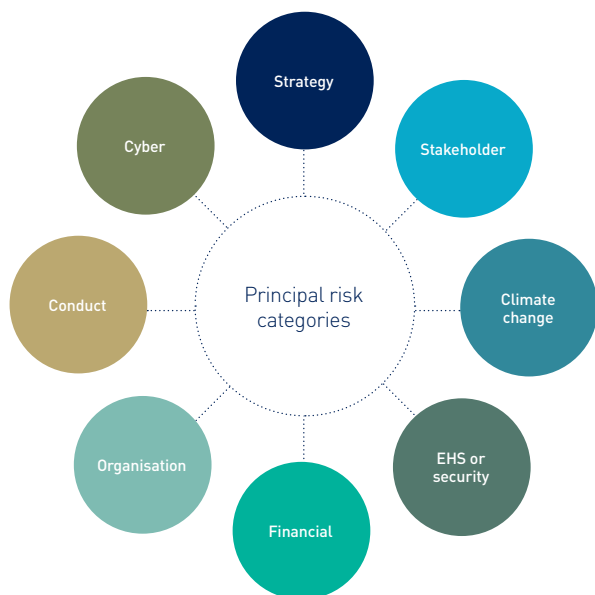 Strategy
Stakeholder
Climate
change
EHS or
security
Financial
Organisation
Conduct
Cyber
Principal risk
categories